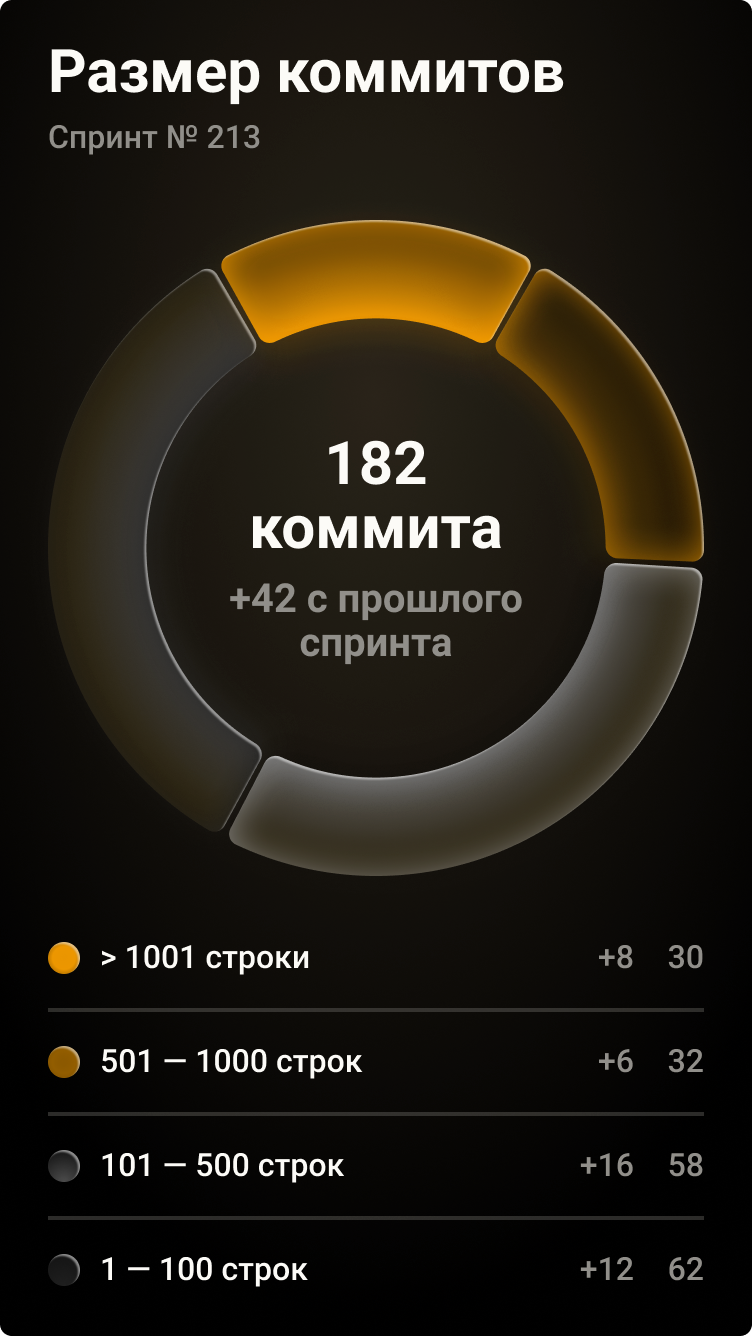 Размер коммитов
Спринт № 213
182
коммита
+42 с прошлого
спринта
> 1001 строки +8 30
501 — 1000 строк +6 32
101 — 500 строк +16 58
1 — 100 строк +12 62